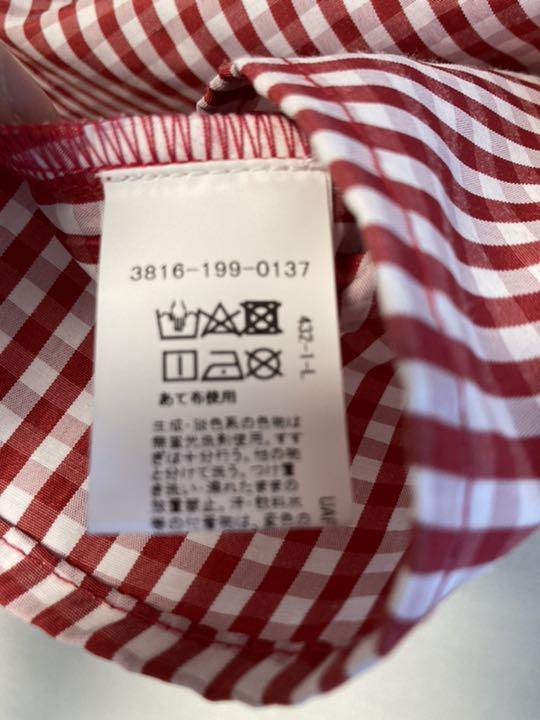 3816-199-0137
432-I-L
あて布使用
生成・淡色系の色物は
無蛍光洗剤使用。すす
ぎは十分行う。他の物
と分けて洗う。つけ置
き洗い・濡れたままの
放置禁止。汗・飲料水
等の付着物は、変色の
UAF